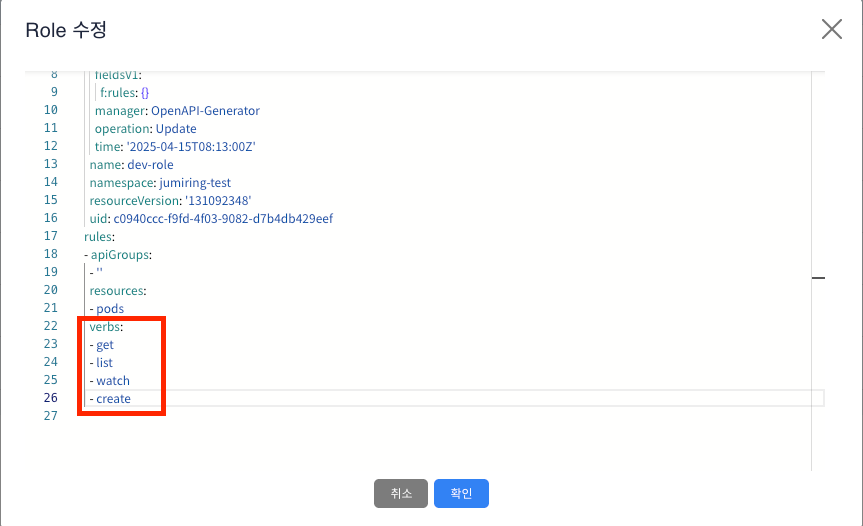 Role 수정
8 fieldsV1:
9 f:rules: {}
10 manager: OpenAPI-Generator
11 operation: Update
12 time: '2025-04-15T08:13:00Z'
13 name: dev-role
14 namespace: jumiring-test
15 resourceVersion: '131092348'
16 uid: c0940ccc-f9fd-4f03-9082-d7b4db429eef
17 rules:
18 - apiGroups:
19 - ''
20 resources:
21 - pods
22 verbs:
23 - get
24 - list
25 - watch
26 - create
27
취소 확인